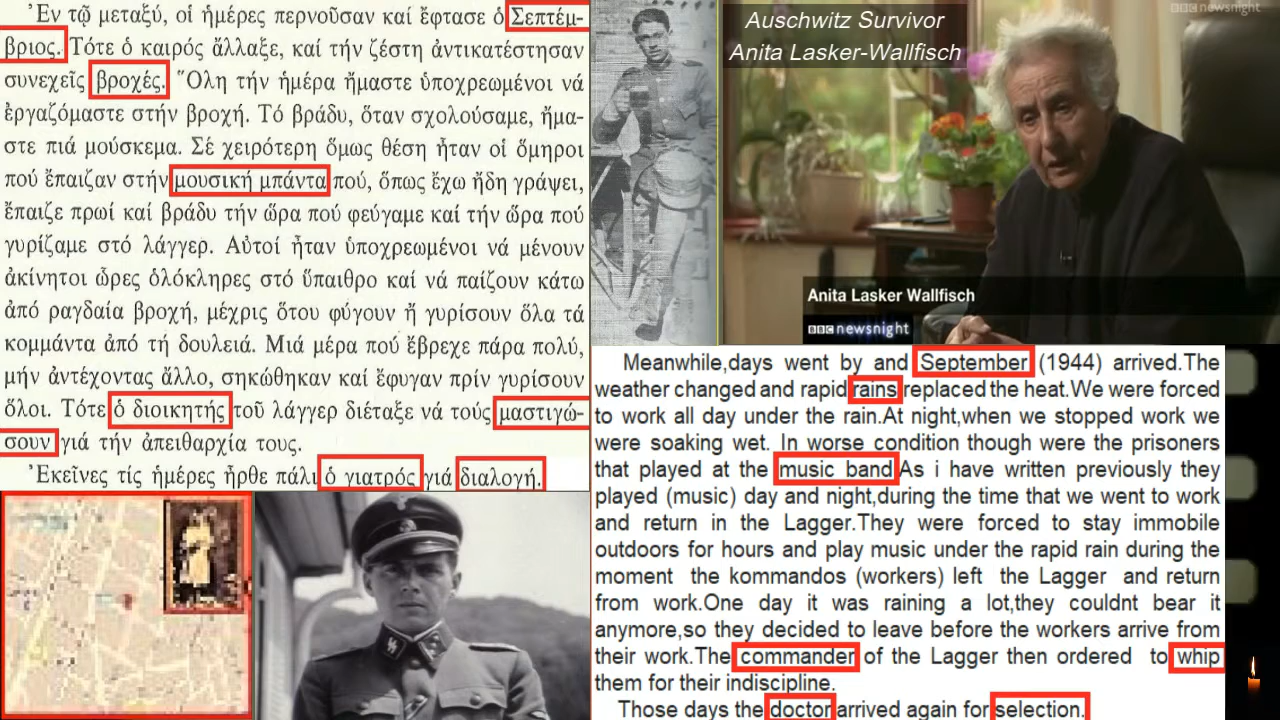 Ἐν τῷ μεταξύ, οἱ ἡμέρες περνοῦσαν καί ἔφτασε ὁ Σεπτέμ-
βριος. Τότε ὁ καιρός ἄλλαξε, καί τήν ζέστη ἀντικατέστησαν
συνεχεῖς βροχές. Ὅλη τήν ἡμέρα ἤμαστε ὑποχρεωμένοι νά
ἐργαζόμαστε στήν βροχή. Τό βράδυ, ὅταν σχολούσαμε, ἤμα-
στε πιά μούσκεμα. Σέ χειρότερη ὅμως θέση ἦταν οἱ ὅμηροι
πού ἔπαιζαν στήν μουσική μπάντα πού, ὅπως ἔχω ἤδη γράψει,
ἔπαιζε πρωί καί βράδυ τήν ὥρα πού φεύγαμε καί τήν ὥρα πού
γυρίζαμε στό λάγγερ. Αὐτοί ἦταν ὑποχρεωμένοι νά μένουν
ἀκίνητοι ὧρες ὁλόκληρες στό ὕπαιθρο καί νά παίζουν κάτω
ἀπό ραγδαία βροχή, μέχρις ὅτου φύγουν ἤ γυρίσουν ὅλα τά
κομμάντα ἀπό τή δουλειά. Μιά μέρα πού ἔβρεχε πάρα πολύ,
μήν ἀντέχοντας ἄλλο, σηκώθηκαν καί ἔφυγαν πρίν γυρίσουν
ὅλοι. Τότε ὁ διοικητής τοῦ λάγγερ διέταξε νά τούς μαστιγώ-
σουν γιά τήν ἀπειθαρχία τους.
Ἐκεῖνες τίς ἡμέρες ἦρθε πάλι ὁ γιατρός γιά διαλογή.
Auschwitz Survivor
Anita Lasker-Wallfisch
BBC newsnight
Anita Lasker Wallfisch
BBC newsnight
Meanwhile,days went by and September (1944) arrived.The
weather changed and rapid rains replaced the heat.We were forced
to work all day under the rain.At night,when we stopped work we
were soaking wet. In worse condition though were the prisoners
that played at the music band As i have written previously they
played (music) day and night,during the time that we went to work
and return in the Lagger.They were forced to stay immobile
outdoors for hours and play music under the rapid rain during the
moment the kommandos (workers) left the Lagger and return
from work.One day it was raining a lot,they couldnt bear it
anymore,so they decided to leave before the workers arrive from
their work.The commander of the Lagger then ordered to whip
them for their indiscipline.
Those days the doctor arrived again for selection.